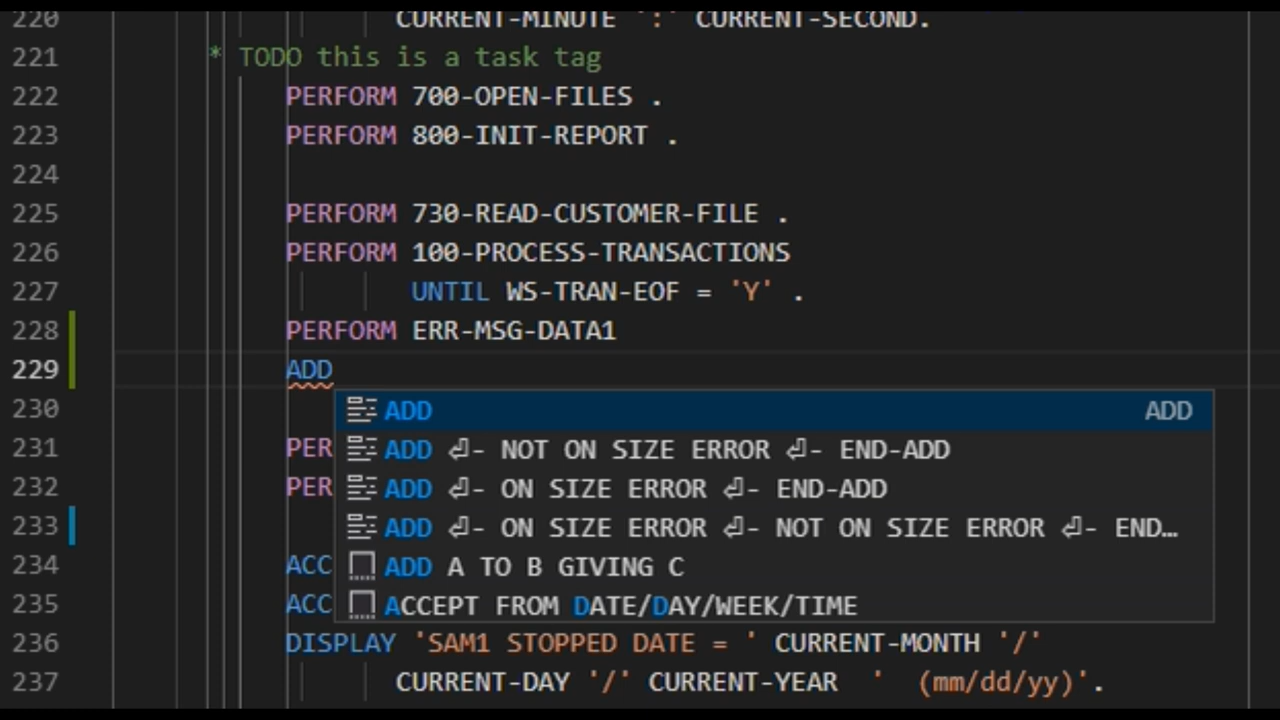 220 CURRENT-MINUTE ':' CURRENT-SECOND.
221 * TODO this is a task tag
222 PERFORM 700-OPEN-FILES .
223 PERFORM 800-INIT-REPORT .
224
225 PERFORM 730-READ-CUSTOMER-FILE .
226 PERFORM 100-PROCESS-TRANSACTIONS
227 UNTIL WS-TRAN-EOF = 'Y' .
228 PERFORM ERR-MSG-DATA1
229 ADD
230 ADD ADD
231 PER ADD ⏎- NOT ON SIZE ERROR ⏎- END-ADD
232 PER ADD ⏎- ON SIZE ERROR ⏎- END-ADD
233 ADD ⏎- ON SIZE ERROR ⏎- NOT ON SIZE ERROR ⏎- END…
234 ACC ADD A TO B GIVING C
235 ACC ACCEPT FROM DATE/DAY/WEEK/TIME
236 DISPLAY 'SAM1 STOPPED DATE = ' CURRENT-MONTH '/'
237 CURRENT-DAY '/' CURRENT-YEAR '  (mm/dd/yy)'.